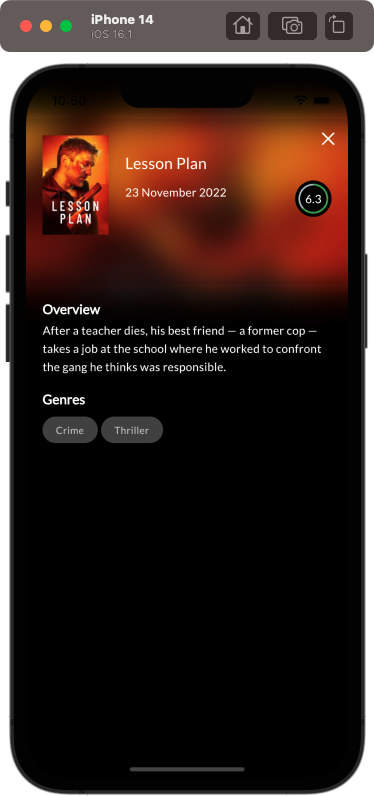 iPhone 14
iOS 16.1
10:50
LESSON
PLAN
Lesson Plan
23 November 2022
6.3
Overview
After a teacher dies, his best friend — a former cop —
takes a job at the school where he worked to confront
the gang he thinks was responsible.
Genres
Crime
Thriller